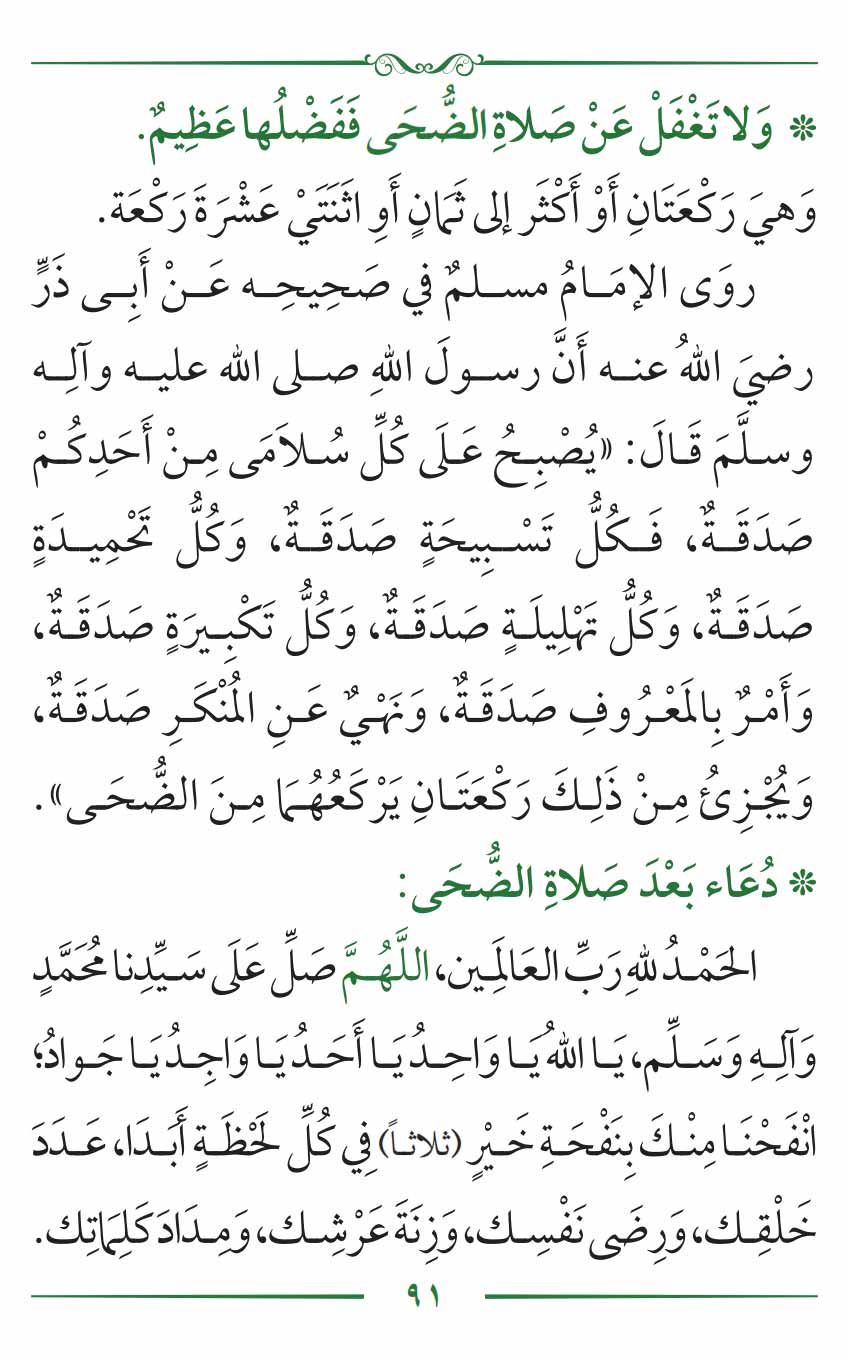 ❊ وَلا تَغْفَلْ عَنْ صَلاةِ الضُّحَى فَفَضْلُها عَظِيمٌ.
وَهيَ رَكْعَتَانِ أَوْ أَكْثَر إلى ثَمَانٍ أَوِ اثَنَتَيْ عَشْرَةَ رَكْعَة.
روَى الإمَامُ مسلمٌ في صَحِيحِه عَنْ أَبِى ذَرٍّ
رضيَ اللهُ عنه أَنَّ رسولَ اللهِ صلى الله عليه وآلِه
وسلَّمَ قَالَ: «يُصْبِحُ عَلَى كُلِّ سُلاَمَى مِنْ أَحَدِكُمْ
صَدَقَةٌ، فَكُلُّ تَسْبِيحَةٍ صَدَقَةٌ، وَكُلُّ تَحْمِيدَةٍ
صَدَقَةٌ، وَكُلُّ تَهْلِيلَةٍ صَدَقَةٌ، وَكُلُّ تَكْبِيرَةٍ صَدَقَةٌ،
وَأَمْرٌ بِالمَعْرُوفِ صَدَقَةٌ، وَنَهْيٌ عَنِ المُنْكَرِ صَدَقَةٌ،
وَيُجْزِئُ مِنْ ذَلِكَ رَكْعَتَانِ يَرْكَعُهُمَا مِنَ الضُّحَى».
❊ دُعَاء بَعْدَ صَلاةِ الضُّحَى:
الحَمْدُ للهِ رَبِّ العَالَمِين، اللَّهُمَّ صَلِّ عَلَى سَيِّدِنا مُحَمَّدٍ
وَآلِهِ وَسَلِّم، يَا اللهُ يَا وَاحِدُ يَا أَحَدُ يَا وَاجِدُ يَا جَوادُ؛
انْفَحْنَا مِنْكَ بِنَفْحَةِ خَيْرٍ (ثلاثاً) فِي كُلِّ لَحْظَةٍ أَبَدَا، عَدَدَ
خَلْقِك، وَرِضَى نَفْسِك، وَزِنَةَ عَرْشِك، وَمِدَادَ كَلِمَاتِك.
٩١